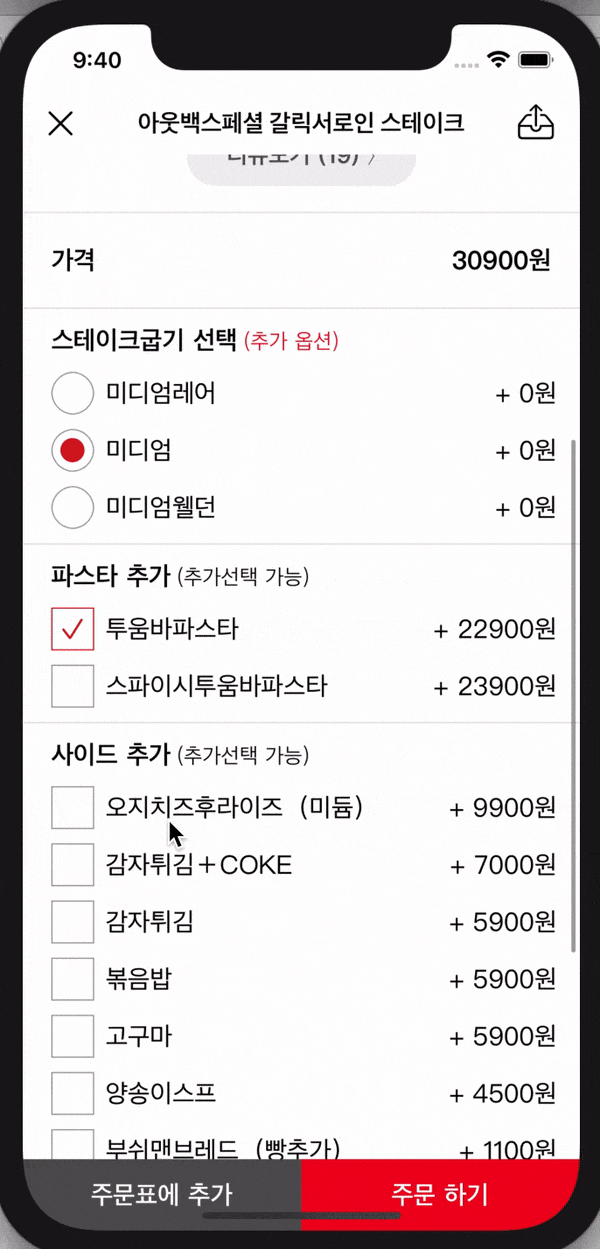 9:40
아웃백스페셜 갈릭서로인 스테이크
리뷰보기 (19) 〉
가격 30900원
스테이크굽기 선택 (추가 옵션)
미디엄레어 + 0원
미디엄 + 0원
미디엄웰던 + 0원
파스타 추가 (추가선택 가능)
투움바파스타 + 22900원
스파이시투움바파스타 + 23900원
사이드 추가 (추가선택 가능)
오지치즈후라이즈 (미듐) + 9900원
감자튀김+COKE + 7000원
감자튀김 + 5900원
볶음밥 + 5900원
고구마 + 5900원
양송이스프 + 4500원
부쉬맨브레드 (빵추가) + 1100원
주문표에 추가 주문 하기